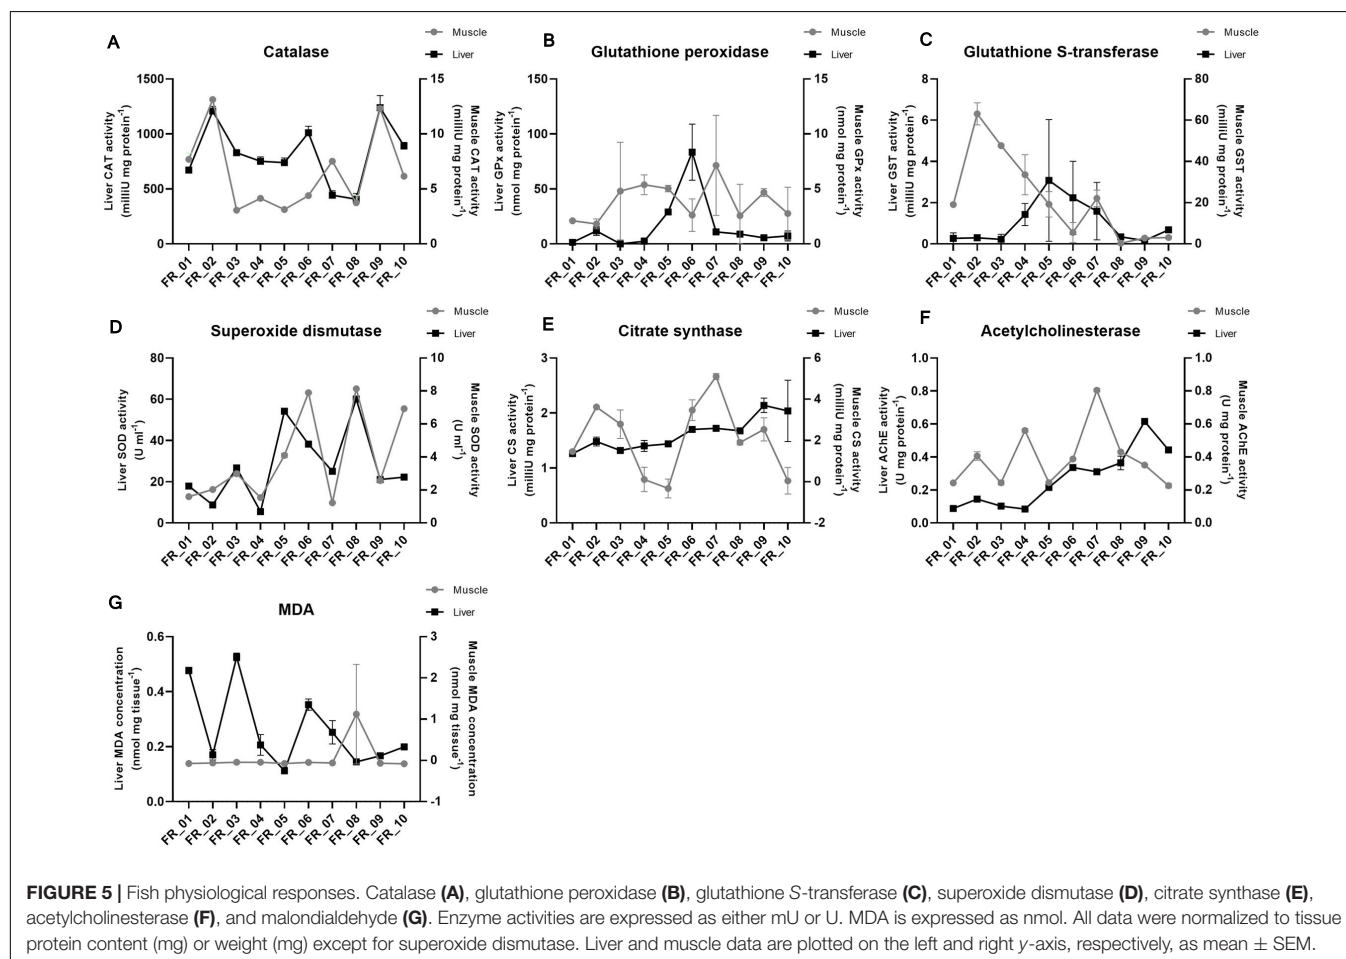 A
Catalase
Muscle
Liver
Liver CAT activity
(milliU mg protein⁻¹)
1500
1000
500
0
15
10
5
0
Muscle CAT activity
(milliU mg protein⁻¹)
FR_01 FR_02 FR_03 FR_04 FR_05 FR_06 FR_07 FR_08 FR_09 FR_10
B
Glutathione peroxidase
Muscle
Liver
Liver GPx activity
(nmol mg protein⁻¹)
150
100
50
0
15
10
5
0
Muscle GPx activity
(nmol mg protein⁻¹)
FR_01 FR_02 FR_03 FR_04 FR_05 FR_06 FR_07 FR_08 FR_09 FR_10
C
Glutathione S-transferase
Muscle
Liver
Liver GST activity
(milliU mg protein⁻¹)
8
6
4
2
0
80
60
40
20
0
Muscle GST activity
(milliU mg protein⁻¹)
FR_01 FR_02 FR_03 FR_04 FR_05 FR_06 FR_07 FR_08 FR_09 FR_10
D
Superoxide dismutase
Muscle
Liver
Liver SOD activity
(U ml⁻¹)
80
60
40
20
0
10
8
6
4
2
0
Muscle SOD activity
(U ml⁻¹)
FR_01 FR_02 FR_03 FR_04 FR_05 FR_06 FR_07 FR_08 FR_09 FR_10
E
Citrate synthase
Muscle
Liver
Liver CS activity
(milliU mg protein⁻¹)
3
2
1
0
6
4
2
0
-2
Muscle CS activity
(milliU mg protein⁻¹)
FR_01 FR_02 FR_03 FR_04 FR_05 FR_06 FR_07 FR_08 FR_09 FR_10
F
Acetylcholinesterase
Muscle
Liver
Liver AChE activity
(U mg protein⁻¹)
1.0
0.8
0.6
0.4
0.2
0.0
1.0
0.8
0.6
0.4
0.2
0.0
Muscle AChE activity
(U mg protein⁻¹)
FR_01 FR_02 FR_03 FR_04 FR_05 FR_06 FR_07 FR_08 FR_09 FR_10
G
MDA
Muscle
Liver
Liver MDA concentration
(nmol mg tissue⁻¹)
0.6
0.4
0.2
0.0
3
2
1
0
-1
Muscle MDA concentration
(nmol mg tissue⁻¹)
FR_01 FR_02 FR_03 FR_04 FR_05 FR_06 FR_07 FR_08 FR_09 FR_10
FIGURE 5 | Fish physiological responses. Catalase (A), glutathione peroxidase (B), glutathione S-transferase (C), superoxide dismutase (D), citrate synthase (E),
acetylcholinesterase (F), and malondialdehyde (G). Enzyme activities are expressed as either mU or U. MDA is expressed as nmol. All data were normalized to tissue
protein content (mg) or weight (mg) except for superoxide dismutase. Liver and muscle data are plotted on the left and right y-axis, respectively, as mean ± SEM.